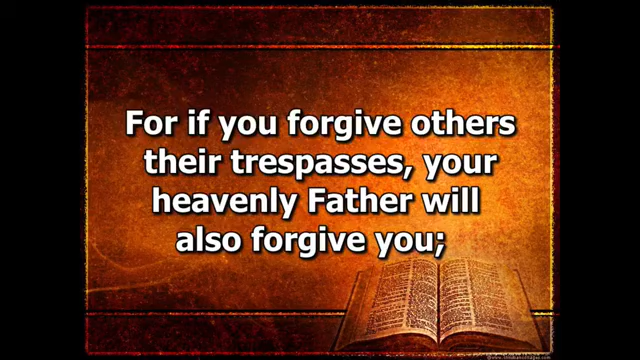 For if you forgive others
their trespasses, your
heavenly Father will
also forgive you;